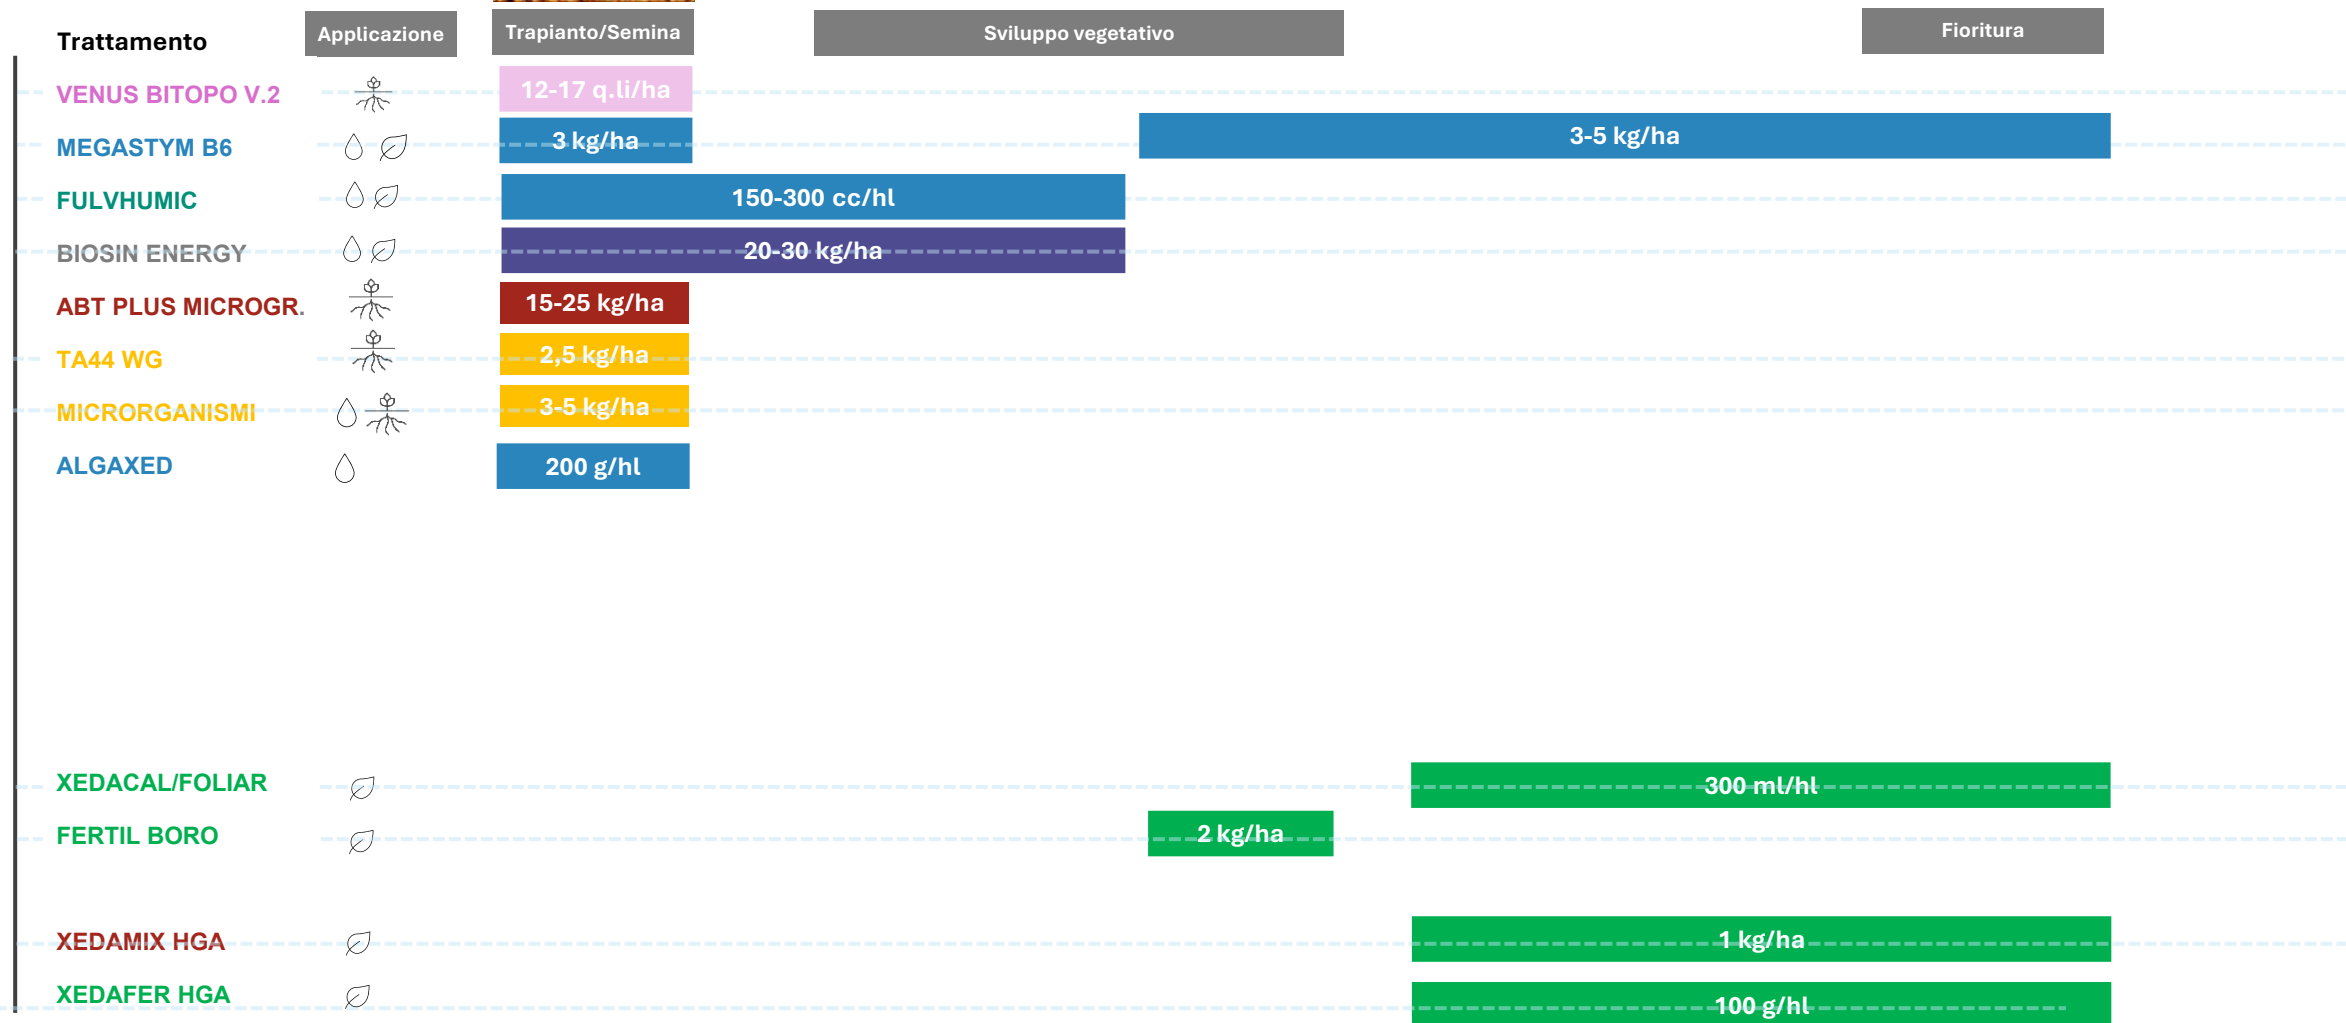 Trattamento Applicazione Trapianto/Semina Sviluppo vegetativo Fioritura
VENUS BITOPO V.2 12-17 q.li/ha
MEGASTYM B6 3 kg/ha 3-5 kg/ha
FULVHUMIC 150-300 cc/hl
BIOSIN ENERGY 20-30 kg/ha
ABT PLUS MICROGR. 15-25 kg/ha
TA44 WG 2,5 kg/ha
MICRORGANISMI 3-5 kg/ha
ALGAXED 200 g/hl
XEDACAL/FOLIAR 300 ml/hl
FERTIL BORO 2 kg/ha
XEDAMIX HGA 1 kg/ha
XEDAFER HGA 100 g/hl